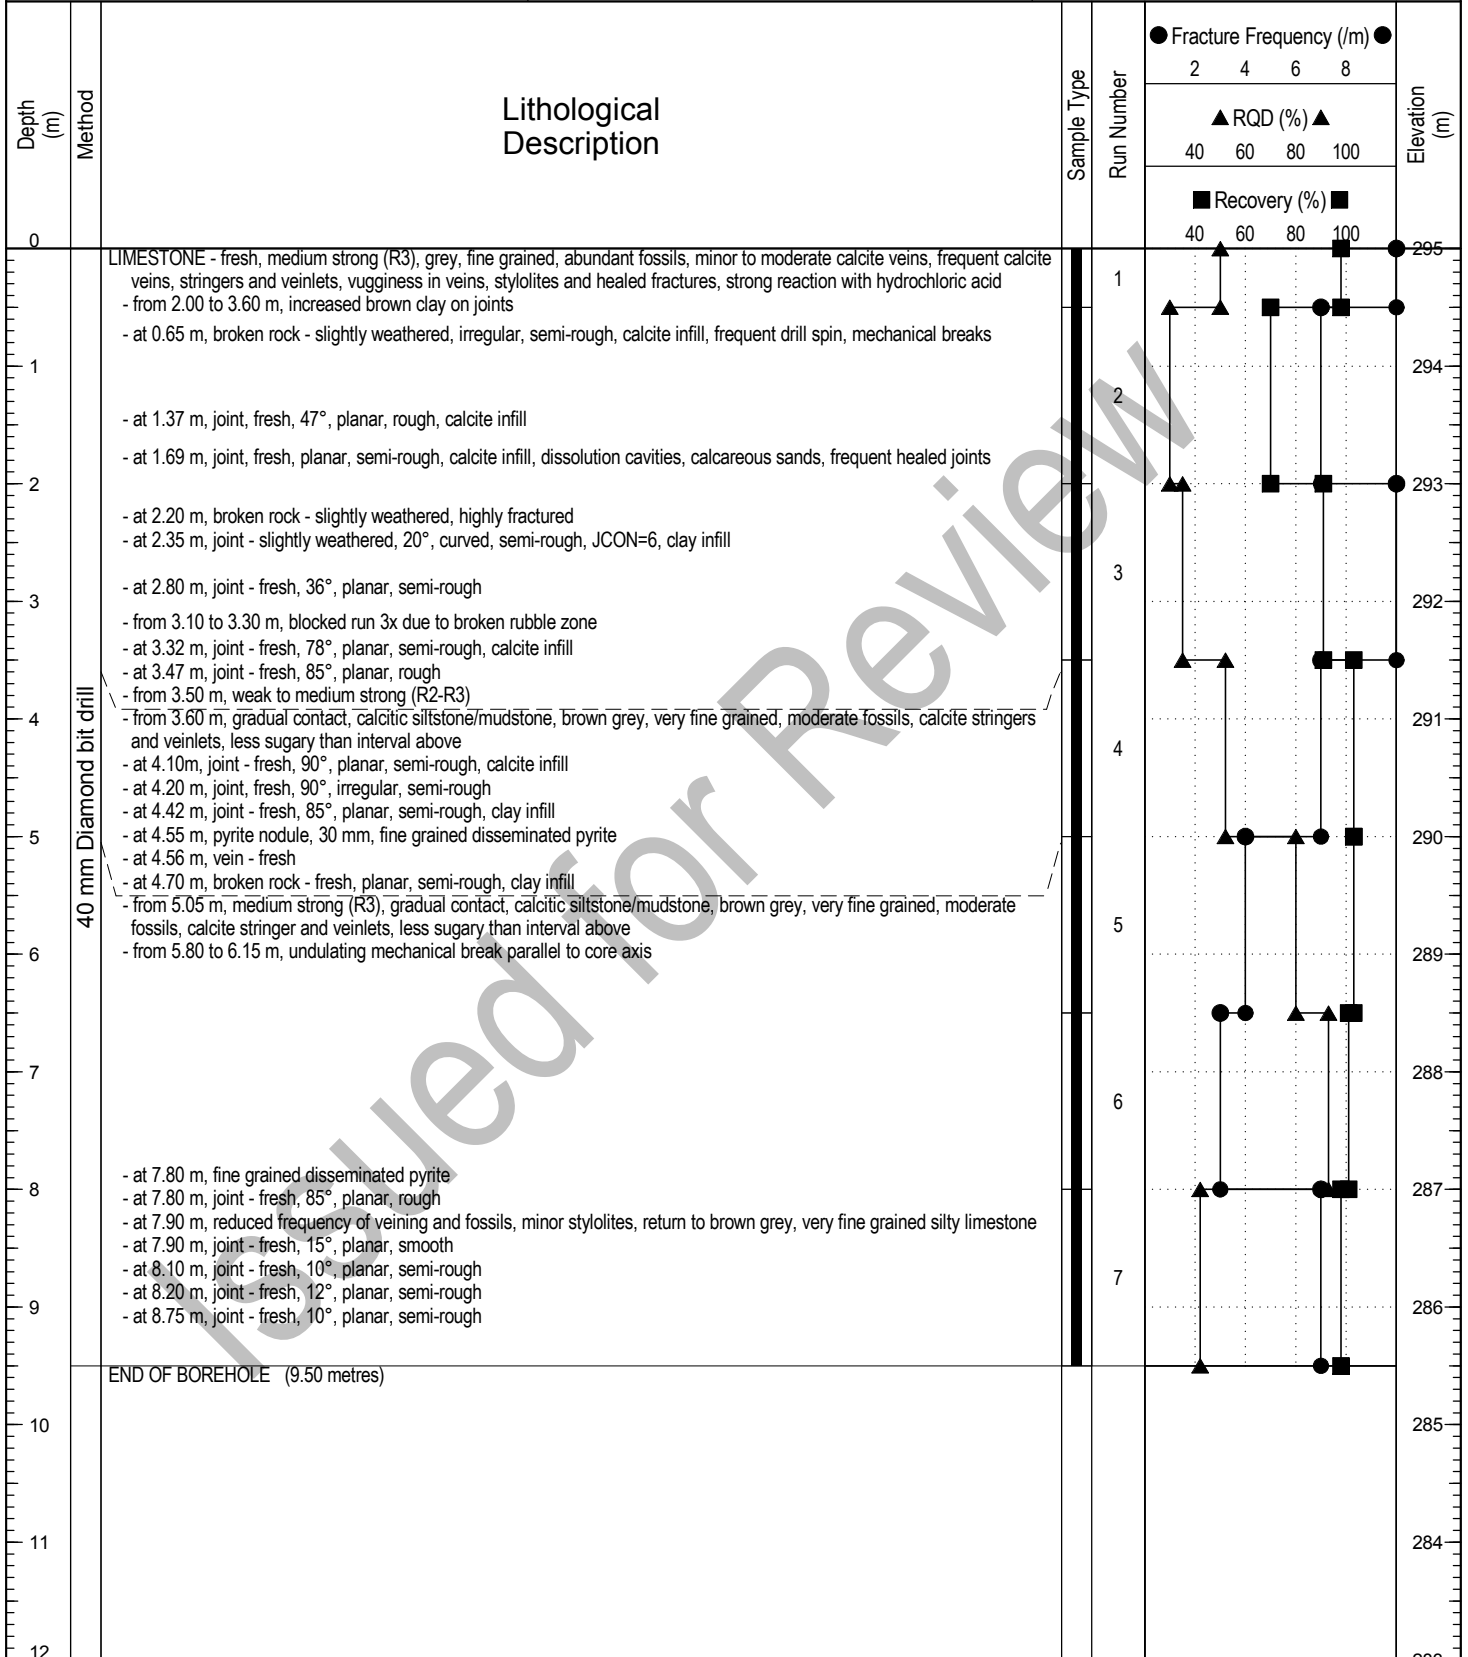 Depth
(m)
Method
Lithological
Description
Sample Type
Run Number
Fracture Frequency (/m)
2 4 6 8
RQD (%)
40 60 80 100
Recovery (%)
40 60 80 100
Elevation
(m)
0
295
LIMESTONE - fresh, medium strong (R3), grey, fine grained, abundant fossils, minor to moderate calcite veins, frequent calcite
veins, stringers and veinlets, vugginess in veins, stylolites and healed fractures, strong reaction with hydrochloric acid
1
- from 2.00 to 3.60 m, increased brown clay on joints
- at 0.65 m, broken rock - slightly weathered, irregular, semi-rough, calcite infill, frequent drill spin, mechanical breaks
1
294
2
- at 1.37 m, joint, fresh, 47°, planar, rough, calcite infill
- at 1.69 m, joint, fresh, planar, semi-rough, calcite infill, dissolution cavities, calcareous sands, frequent healed joints
2
293
- at 2.20 m, broken rock - slightly weathered, highly fractured
- at 2.35 m, joint - slightly weathered, 20°, curved, semi-rough, JCON=6, clay infill
3
- at 2.80 m, joint - fresh, 36°, planar, semi-rough
3
292
- from 3.10 to 3.30 m, blocked run 3x due to broken rubble zone
- at 3.32 m, joint - fresh, 78°, planar, semi-rough, calcite infill
- at 3.47 m, joint - fresh, 85°, planar, rough
- from 3.50 m, weak to medium strong (R2-R3)
4
- from 3.60 m, gradual contact, calcitic siltstone/mudstone, brown grey, very fine grained, moderate fossils, calcite stringers
291
and veinlets, less sugary than interval above
4
- at 4.10m, joint - fresh, 90°, planar, semi-rough, calcite infill
- at 4.20 m, joint, fresh, 90°, irregular, semi-rough
- at 4.42 m, joint - fresh, 85°, planar, semi-rough, clay infill
5
- at 4.55 m, pyrite nodule, 30 mm, fine grained disseminated pyrite
290
- at 4.56 m, vein - fresh
- at 4.70 m, broken rock - fresh, planar, semi-rough, clay infill
40 mm Diamond bit drill
- from 5.05 m, medium strong (R3), gradual contact, calcitic siltstone/mudstone, brown grey, very fine grained, moderate
fossils, calcite stringer and veinlets, less sugary than interval above
5
6
- from 5.80 to 6.15 m, undulating mechanical break parallel to core axis
289
7
288
6
- at 7.80 m, fine grained disseminated pyrite
8
- at 7.80 m, joint - fresh, 85°, planar, rough
287
- at 7.90 m, reduced frequency of veining and fossils, minor stylolites, return to brown grey, very fine grained silty limestone
- at 7.90 m, joint - fresh, 15°, planar, smooth
- at 8.10 m, joint - fresh, 10°, planar, semi-rough
7
- at 8.20 m, joint - fresh, 12°, planar, semi-rough
9
- at 8.75 m, joint - fresh, 10°, planar, semi-rough
286
END OF BOREHOLE (9.50 metres)
10
285
11
284
12
Issued for Review